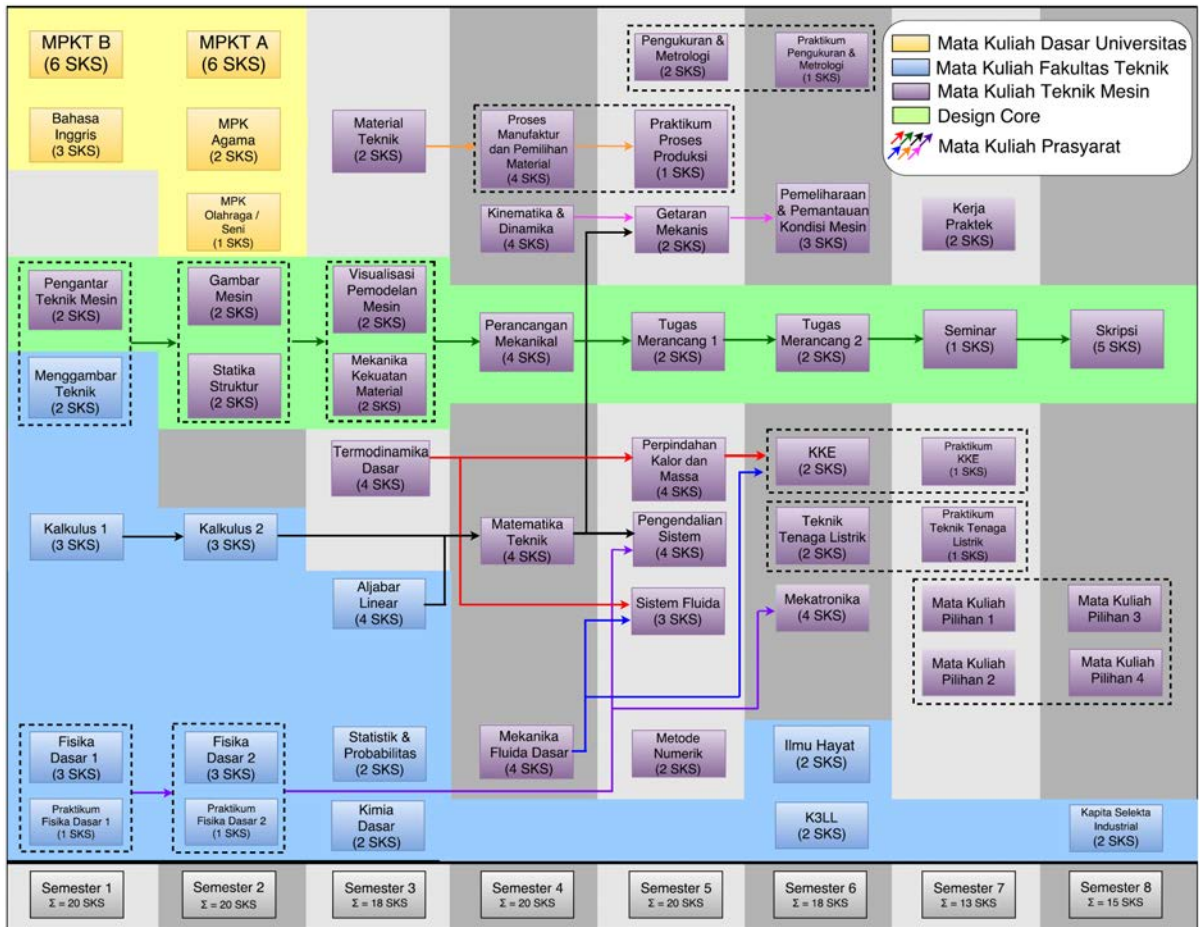 MPKT B
(6 SKS)
Bahasa
Inggris
(3 SKS)
Pengantar
Teknik Mesin
(2 SKS)
Menggambar
Teknik
(2 SKS)
Kalkulus 1
(3 SKS)
Fisika
Dasar 1
(3 SKS)
Praktikum
Fisika Dasar 1
(1 SKS)
MPKT A
(6 SKS)
MPK
Agama
(2 SKS)
MPK
Olahraga /
Seni
(1 SKS)
Gambar
Mesin
(2 SKS)
Statika
Struktur
(2 SKS)
Kalkulus 2
(3 SKS)
Fisika
Dasar 2
(3 SKS)
Praktikum
Fisika Dasar 2
(1 SKS)
Material
Teknik
(2 SKS)
Visualisasi
Pemodelan
Mesin
(2 SKS)
Mekanika
Kekuatan
Material
(2 SKS)
Termodinamika
Dasar
(4 SKS)
Aljabar
Linear
(4 SKS)
Statistik &
Probabilitas
(2 SKS)
Kimia
Dasar
(2 SKS)
Proses
Manufaktur
dan Pemilihan
Material
(4 SKS)
Kinematika &
Dinamika
(4 SKS)
Perancangan
Mekanikal
(4 SKS)
Matematika
Teknik
(4 SKS)
Mekanika
Fluida Dasar
(4 SKS)
Pengukuran &
Metrologi
(2 SKS)
Praktikum
Proses
Produksi
(1 SKS)
Getaran
Mekanis
(2 SKS)
Tugas
Merancang 1
(2 SKS)
Perpindahan
Kalor dan
Massa
(4 SKS)
Pengendalian
Sistem
(4 SKS)
Sistem Fluida
(3 SKS)
Metode
Numerik
(2 SKS)
Praktikum
Pengukuran &
Metrologi
(1 SKS)
Pemeliharaan
& Pemantauan
Kondisi Mesin
(3 SKS)
Tugas
Merancang 2
(2 SKS)
KKE
(2 SKS)
Teknik
Tenaga Listrik
(2 SKS)
Mekatronika
(4 SKS)
Ilmu Hayat
(2 SKS)
K3LL
(2 SKS)
Kerja
Praktek
(2 SKS)
Seminar
(1 SKS)
Praktikum
KKE
(1 SKS)
Praktikum
Teknik Tenaga
Listrik
(1 SKS)
Mata Kuliah
Pilihan 1
Mata Kuliah
Pilihan 2
Skripsi
(5 SKS)
Mata Kuliah
Pilihan 3
Mata Kuliah
Pilihan 4
Kapita Selekta
Industrial
(2 SKS)
Mata Kuliah Dasar Universitas
Mata Kuliah Fakultas Teknik
Mata Kuliah Teknik Mesin
Design Core
Mata Kuliah Prasyarat
Semester 1
Σ = 20 SKS
Semester 2
Σ = 20 SKS
Semester 3
Σ = 18 SKS
Semester 4
Σ = 20 SKS
Semester 5
Σ = 20 SKS
Semester 6
Σ = 18 SKS
Semester 7
Σ = 13 SKS
Semester 8
Σ = 15 SKS